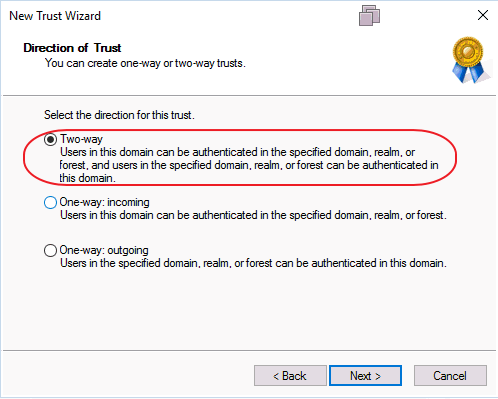 New Trust Wizard
Direction of Trust
You can create one-way or two-way trusts.
Select the direction for this trust.
Two-way
Users in this domain can be authenticated in the specified domain, realm, or
forest, and users in the specified domain, realm, or forest can be authenticated in
this domain.
One-way: incoming
Users in this domain can be authenticated in the specified domain, realm, or forest.
One-way: outgoing
Users in the specified domain, realm, or forest can be authenticated in this domain.
< Back
Next >
Cancel